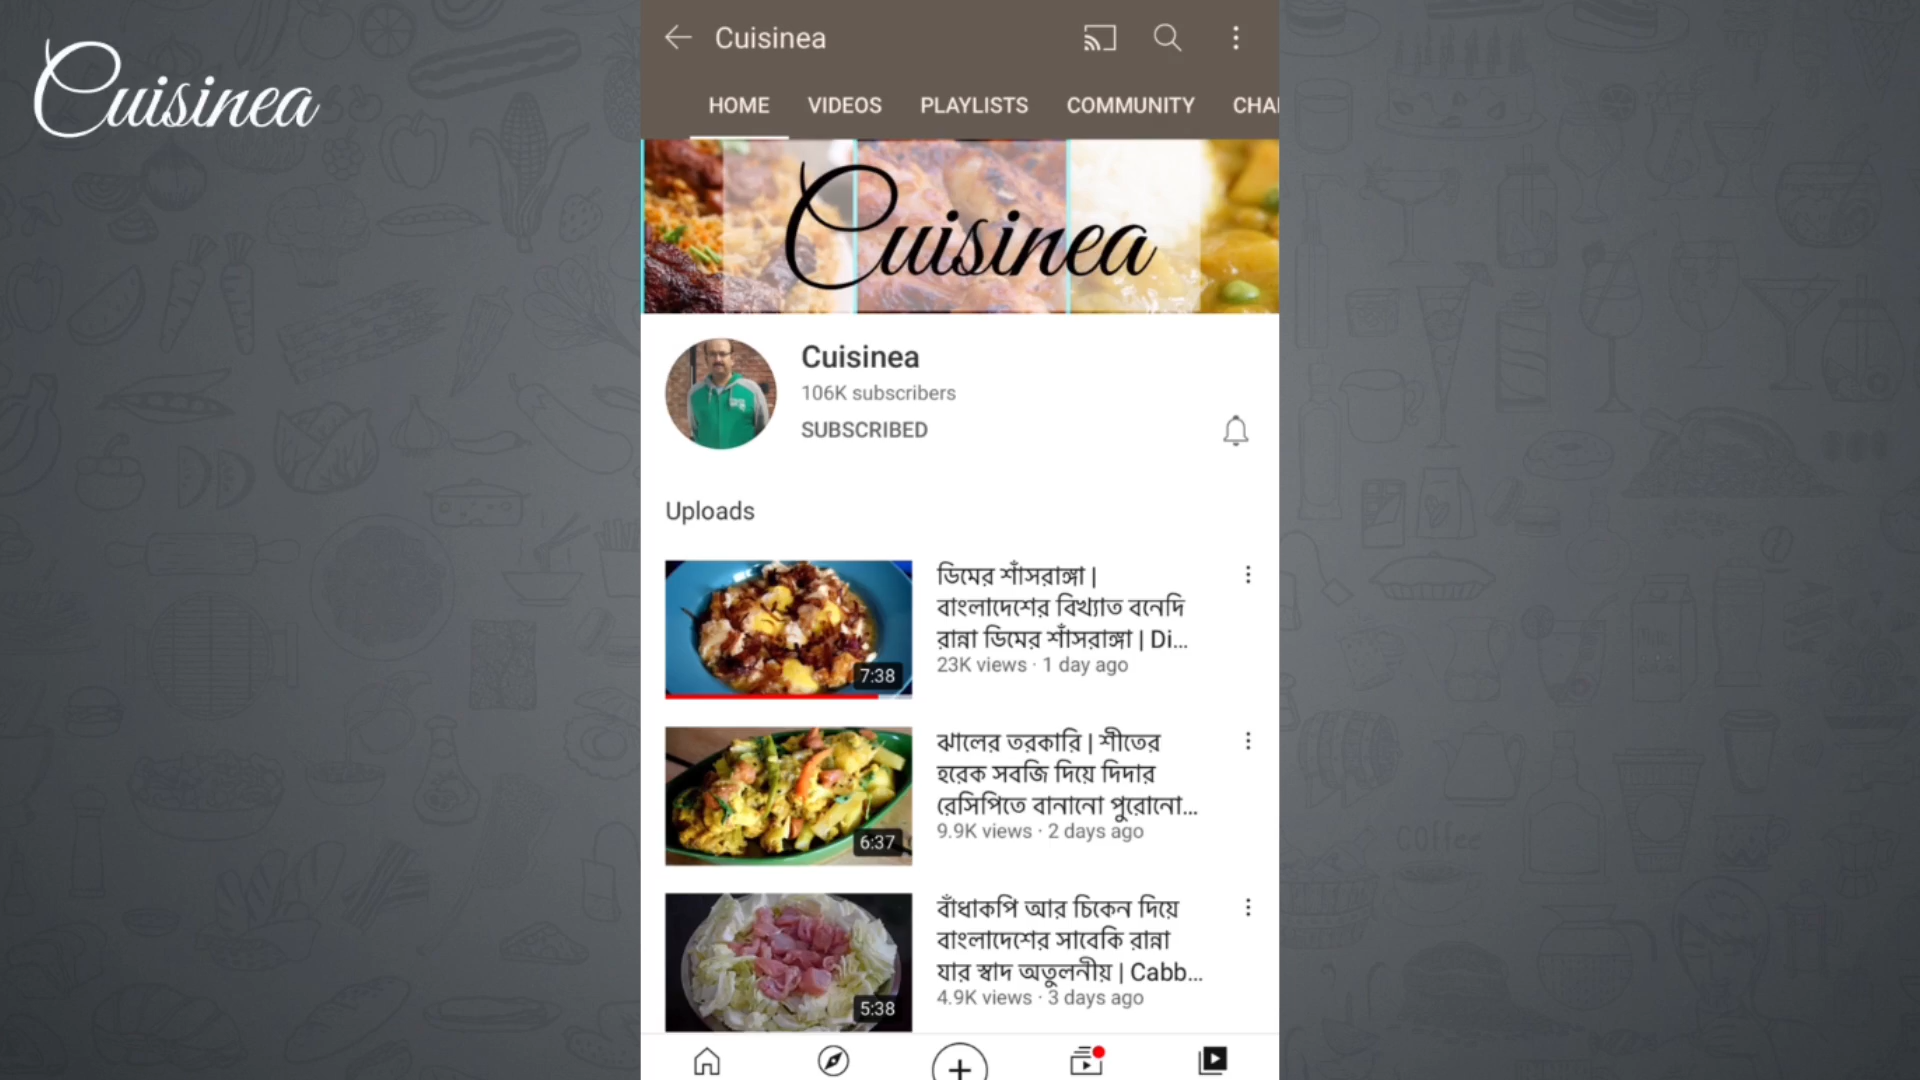 Cuisinea
Cuisinea
HOME VIDEOS PLAYLISTS COMMUNITY CHA
Cuisinea
Cuisinea
106K subscribers
SUBSCRIBED
Uploads
ডিমের শাঁসরাঙ্গা |
বাংলাদেশের বিখ্যাত বনেদি
রান্না ডিমের শাঁসরাঙ্গা | Di...
23K views · 1 day ago
7:38
ঝালের তরকারি | শীতের
হরেক সবজি দিয়ে দিদার
রেসিপিতে বানানো পুরোনো...
9.9K views · 2 days ago
6:37
বাঁধাকপি আর চিকেন দিয়ে
বাংলাদেশের সাবেকি রান্না
যার স্বাদ অতুলনীয় | Cabb...
4.9K views · 3 days ago
5:38
coffee